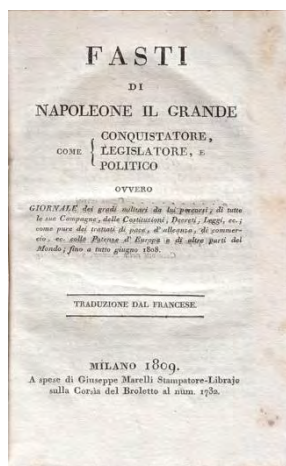 FASTI
DI
NAPOLEONE IL GRANDE
COME { CONQUISTATORE,
LEGISLATORE, E
POLITICO
OVVERO
GIORNALE dei gradi militari da lui percorsi; di tutte
le sue Campagne, delle Costituzioni, Decreti, Leggi, ec.;
come pure dei trattati di pace, d'alleanza, di commer-
cio, ec. colle Potenze d'Europa e di altre parti del
Mondo; fino a tutto giugno 1808.
TRADUZIONE DAL FRANCESE.
MILANO 1809.
A spese di Giuseppe Marelli Stampatore-Librajo
sulla Corsia del Broletto al num. 1732.